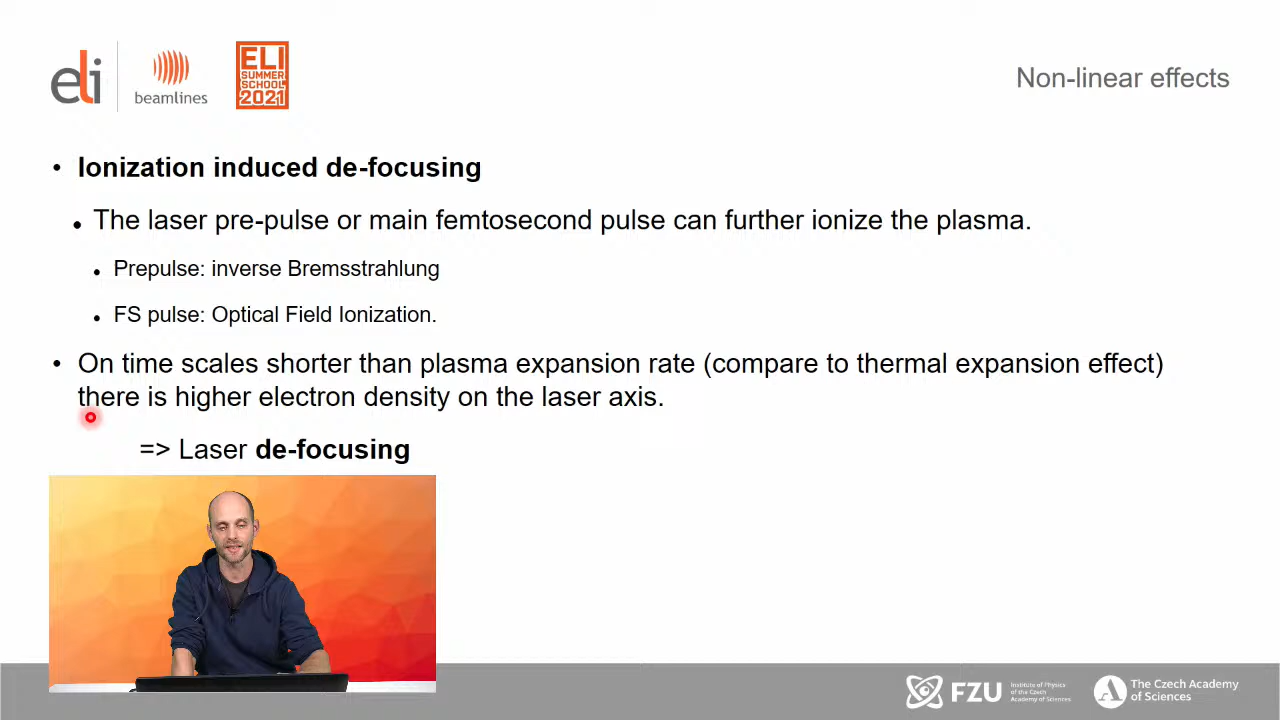 eli
beamlines
ELI
SUMMER
SCHOOL
2021
Non-linear effects
• Ionization induced de-focusing
• The laser pre-pulse or main femtosecond pulse can further ionize the plasma.
• Prepulse: inverse Bremsstrahlung
• FS pulse: Optical Field Ionization.
• On time scales shorter than plasma expansion rate (compare to thermal expansion effect)
there is higher electron density on the laser axis.
=> Laser de-focusing
FZU
Institute of Physics
of the Czech
Academy of Sciences
The Czech Academy
of Sciences